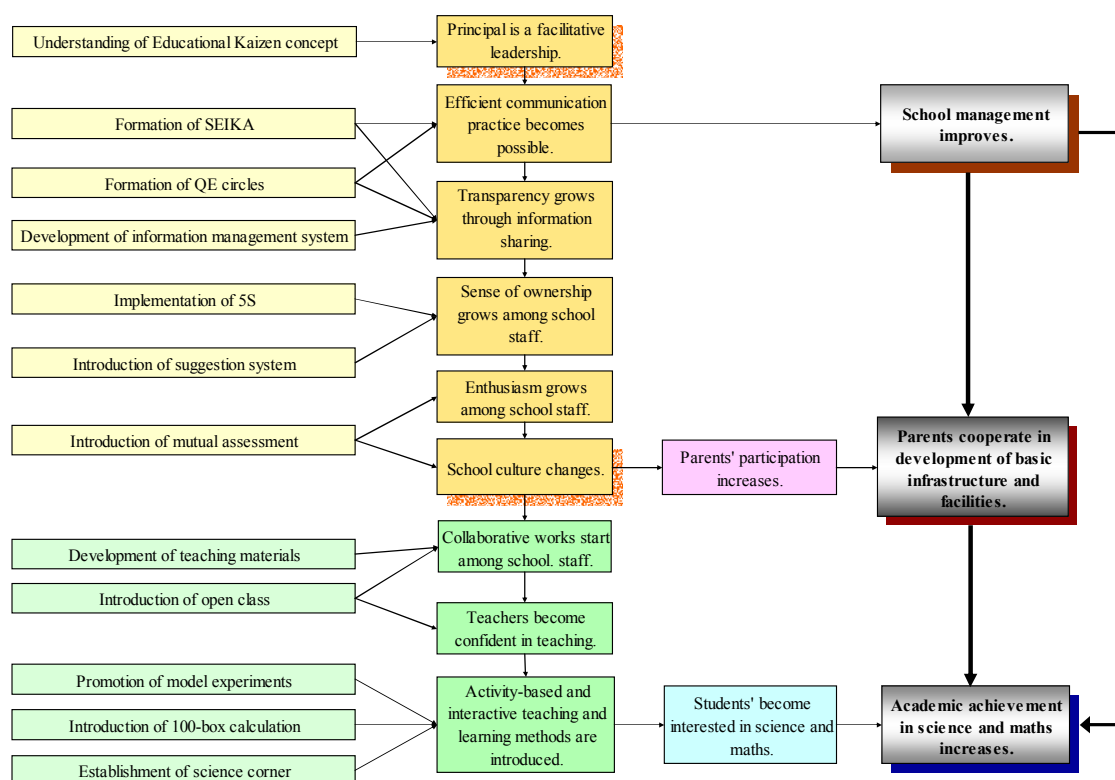 Understanding of Educational Kaizen concept
Principal is a facilitative
leadership.
Formation of SEIKA
Efficient communication
practice becomes
possible.
School management
improves.
Formation of QE circles
Transparency grows
through information
sharing.
Development of information management system
Implementation of 5S
Sense of ownership
grows among school
staff.
Introduction of suggestion system
Enthusiasm grows
among school staff.
Introduction of mutual assessment
School culture changes.
Parents' participation
increases.
Parents cooperate in
development of basic
infrastructure and
facilities.
Development of teaching materials
Collaborative works start
among school. staff.
Introduction of open class
Teachers become
confident in teaching.
Promotion of model experiments
Introduction of 100-box calculation
Establishment of science corner
Activity-based and
interactive teaching and
learning methods are
introduced.
Students' become
interested in science and
maths.
Academic achievement
in science and maths
increases.